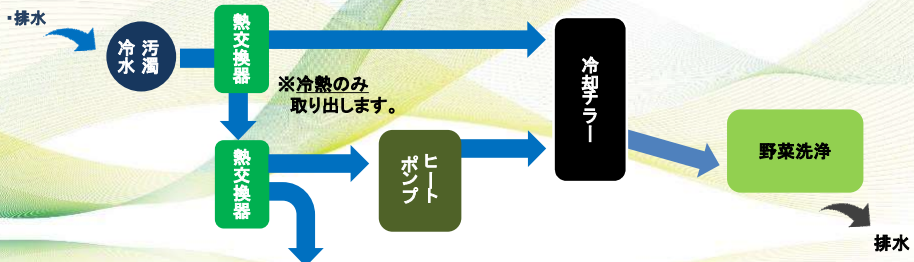 ・排水
汚濁
冷水
熱交換器
※冷熱のみ
取り出します。
熱交換器
ヒート
ポンプ
冷却チラー
野菜洗浄
排水